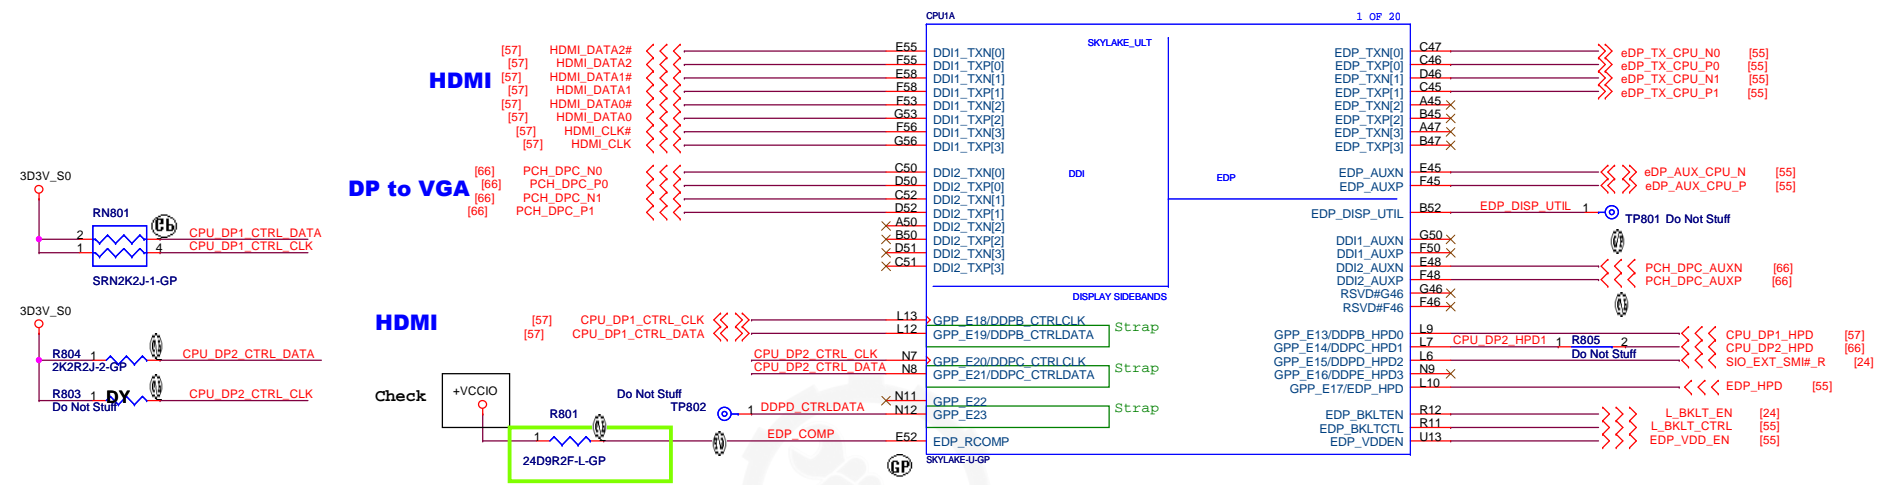 CPU1A 1 OF 20
SKYLAKE_ULT
[57] HDMI_DATA2# E55 DDI1_TXN[0] EDP_TXN[0] C47 eDP_TX_CPU_N0 [55]
[57] HDMI_DATA2 F55 DDI1_TXP[0] EDP_TXP[0] C46 eDP_TX_CPU_P0 [55]
HDMI [57] HDMI_DATA1# E58 DDI1_TXN[1] EDP_TXN[1] D46 eDP_TX_CPU_N1 [55]
[57] HDMI_DATA1 F58 DDI1_TXP[1] EDP_TXP[1] C45 eDP_TX_CPU_P1 [55]
[57] HDMI_DATA0# F53 DDI1_TXN[2] EDP_TXN[2] A45
[57] HDMI_DATA0 G53 DDI1_TXP[2] EDP_TXP[2] B45
[57] HDMI_CLK# F56 DDI1_TXN[3] EDP_TXN[3] A47
[57] HDMI_CLK G56 DDI1_TXP[3] EDP_TXP[3] B47
[66] PCH_DPC_N0 C50 DDI2_TXN[0] DDI EDP EDP_AUXN E45 eDP_AUX_CPU_N [55]
DP to VGA [66] PCH_DPC_P0 D50 DDI2_TXP[0] EDP_AUXP F45 eDP_AUX_CPU_P [55]
[66] PCH_DPC_N1 C52 DDI2_TXN[1]
[66] PCH_DPC_P1 D52 DDI2_TXP[1] EDP_DISP_UTIL B52 EDP_DISP_UTIL 1 TP801 Do Not Stuff
A50 DDI2_TXN[2]
B50 DDI2_TXP[2] DDI1_AUXN G50
D51 DDI2_TXN[3] DDI1_AUXP F50
C51 DDI2_TXP[3] DDI2_AUXN E48 PCH_DPC_AUXN [66]
DDI2_AUXP F48 PCH_DPC_AUXP [66]
RSVD#G46 G46
DISPLAY SIDEBANDS RSVD#F46 F46
3D3V_S0
RN801
2 CPU_DP1_CTRL_DATA
1 4 CPU_DP1_CTRL_CLK
SRN2K2J-1-GP
3D3V_S0
R804 1 CPU_DP2_CTRL_DATA
2K2R2J-2-GP
R803 1 DY CPU_DP2_CTRL_CLK
Do Not Stuff
HDMI [57] CPU_DP1_CTRL_CLK L13 GPP_E18/DDPB_CTRLCLK
[57] CPU_DP1_CTRL_DATA L12 GPP_E19/DDPB_CTRLDATA Strap
CPU_DP2_CTRL_CLK N7 GPP_E20/DDPC_CTRLCLK
CPU_DP2_CTRL_DATA N8 GPP_E21/DDPC_CTRLDATA Strap
Check +VCCIO
Do Not Stuff
N11 GPP_E22
TP802 1 DDPD_CTRLDATA N12 GPP_E23 Strap
R801
1 EDP_COMP E52 EDP_RCOMP
24D9R2F-L-GP
GPP_E13/DDPB_HPD0 L9 CPU_DP1_HPD [57]
GPP_E14/DDPC_HPD1 L7 CPU_DP2_HPD1 1 R805 2 CPU_DP2_HPD [66]
Do Not Stuff
GPP_E15/DDPD_HPD2 L6 SIO_EXT_SMI#_R [24]
GPP_E16/DDPE_HPD3 N9
GPP_E17/EDP_HPD L10 EDP_HPD [55]
EDP_BKLTEN R12 L_BKLT_EN [24]
EDP_BKLTCTL R11 L_BKLT_CTRL [55]
EDP_VDDEN U13 EDP_VDD_EN [55]
GP SKYLAKE-U-GP